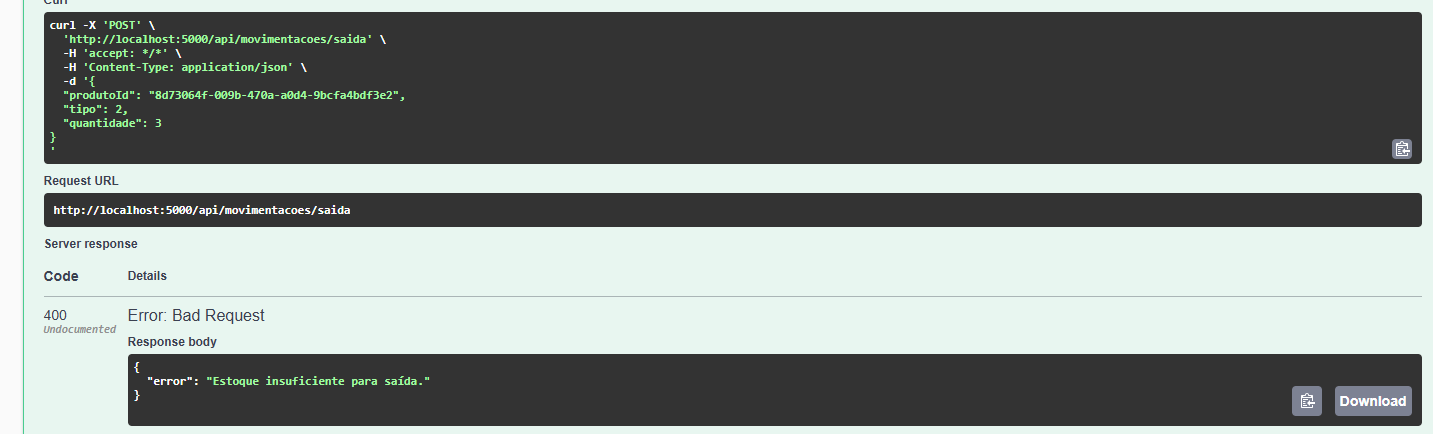 Curl
curl -X 'POST' \
  'http://localhost:5000/api/movimentacoes/saida' \
  -H 'accept: */*' \
  -H 'Content-Type: application/json' \
  -d '{
  "produtoId": "8d73064f-009b-470a-a0d4-9bcfa4bdf3e2",
  "tipo": 2,
  "quantidade": 3
}
'
Request URL
http://localhost:5000/api/movimentacoes/saida
Server response
Code Details
400 Error: Bad Request
Undocumented
Response body
{
  "error": "Estoque insuficiente para saída."
}
Download